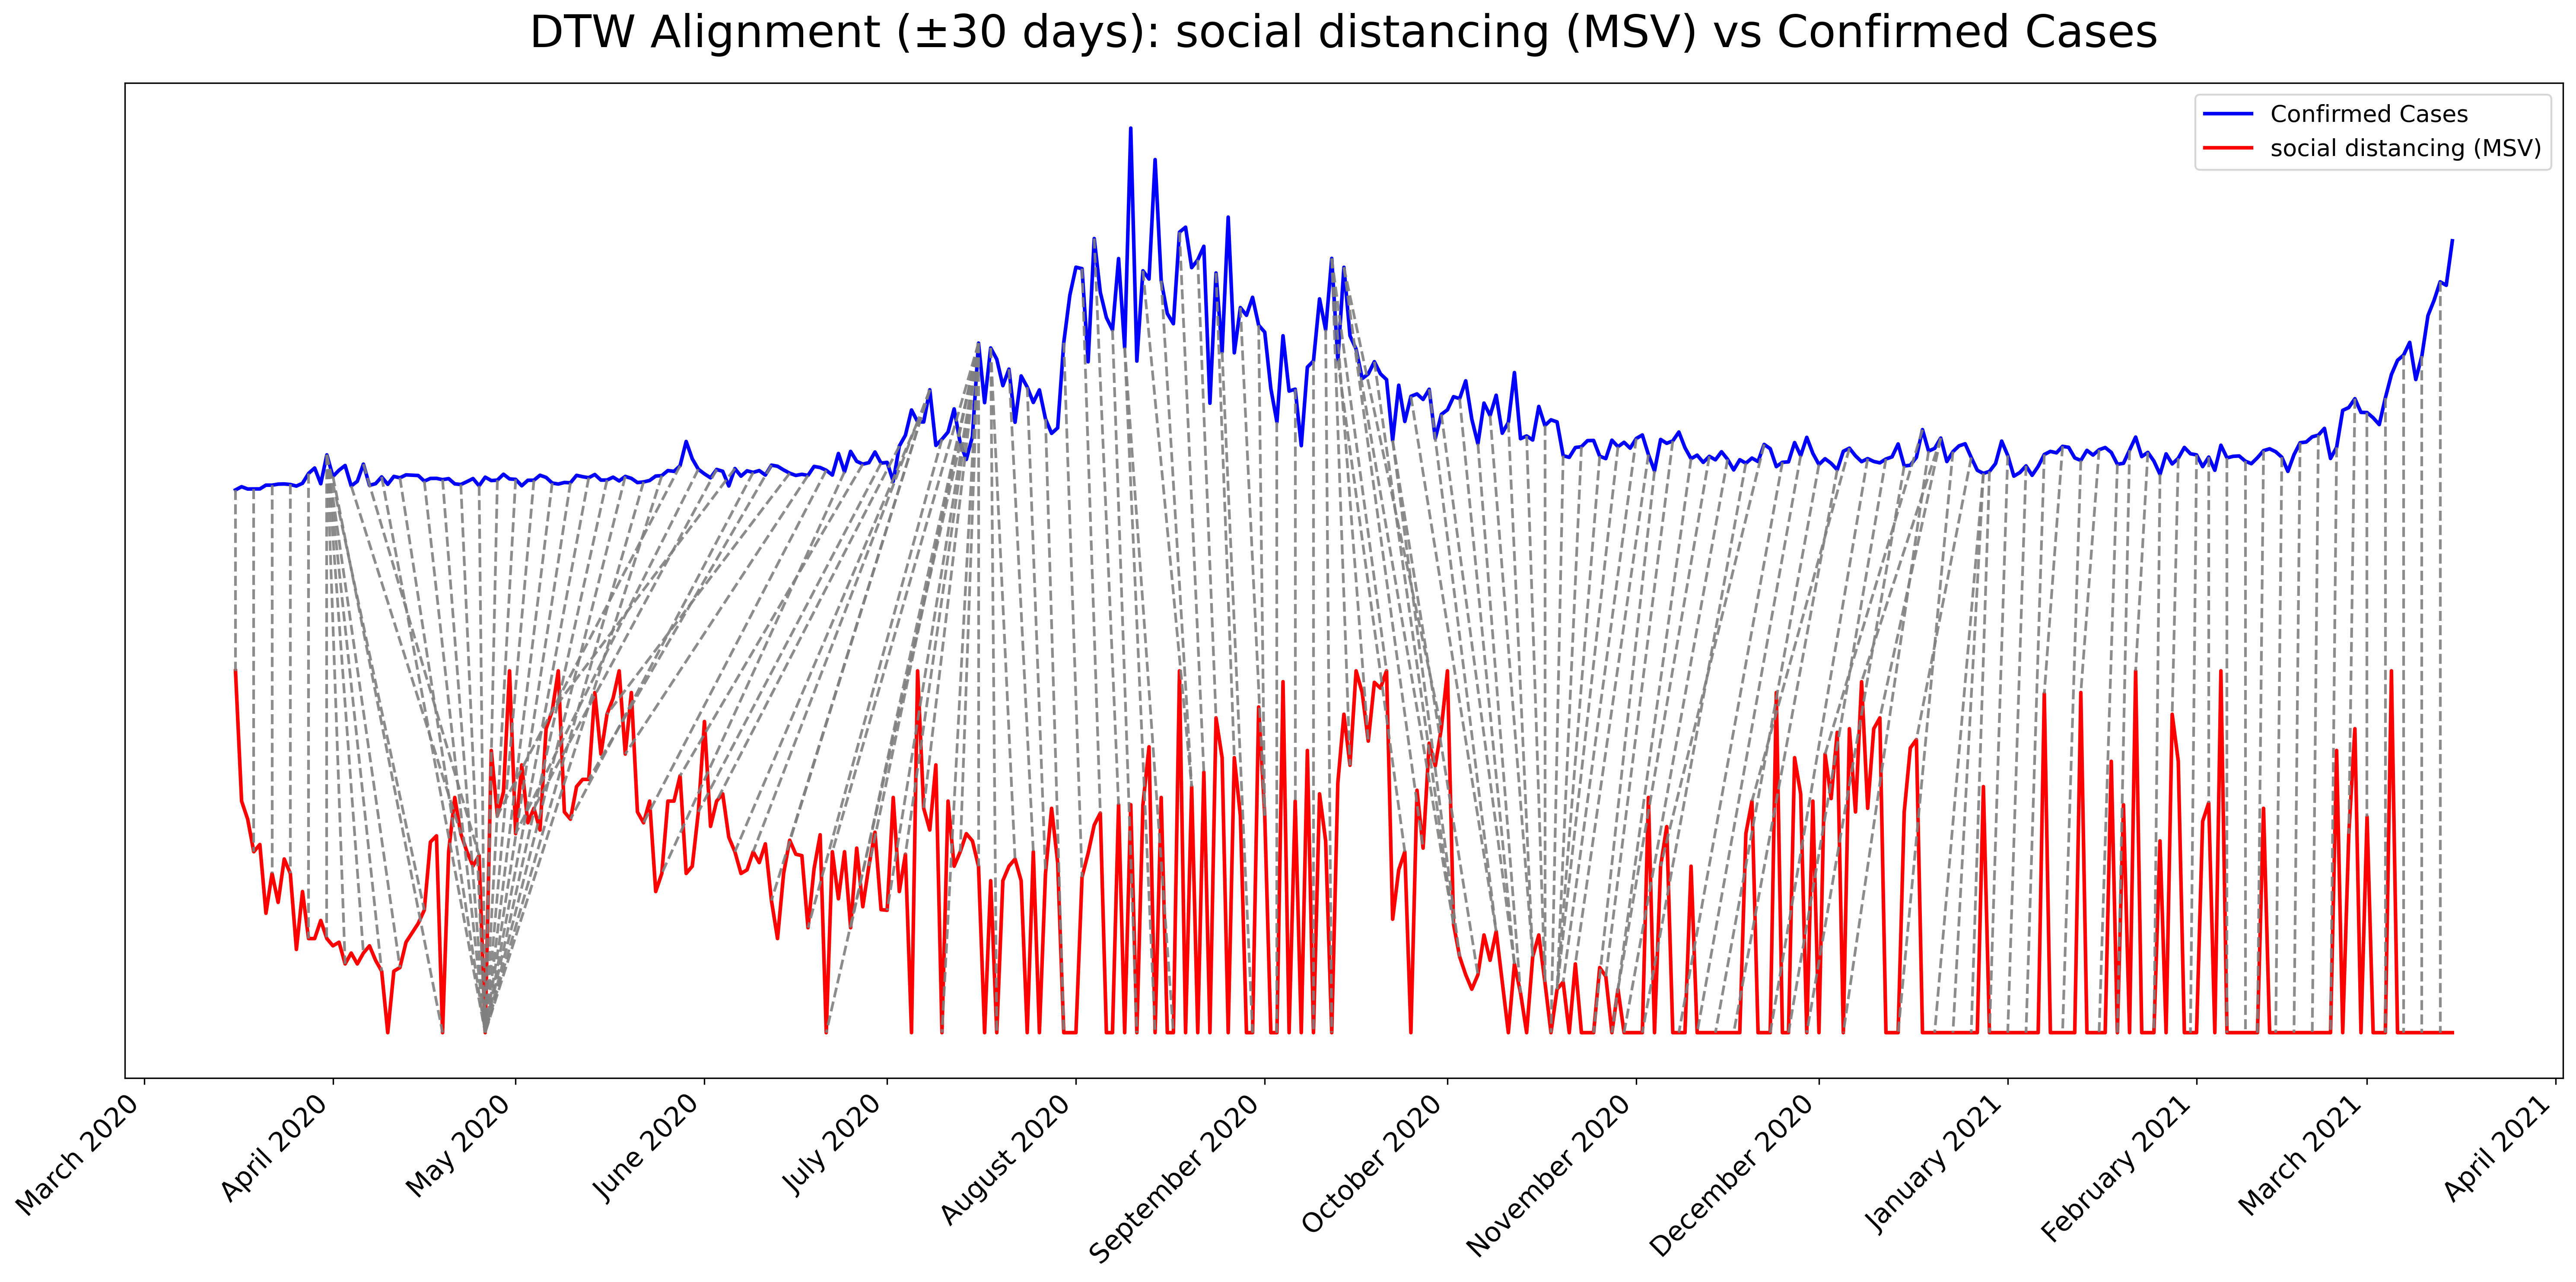 DTW Alignment (±30 days): social distancing (MSV) vs Confirmed Cases
Confirmed Cases
social distancing (MSV)
March 2020
April 2020
May 2020
June 2020
July 2020
August 2020
September 2020
October 2020
November 2020
December 2020
January 2021
February 2021
March 2021
April 2021